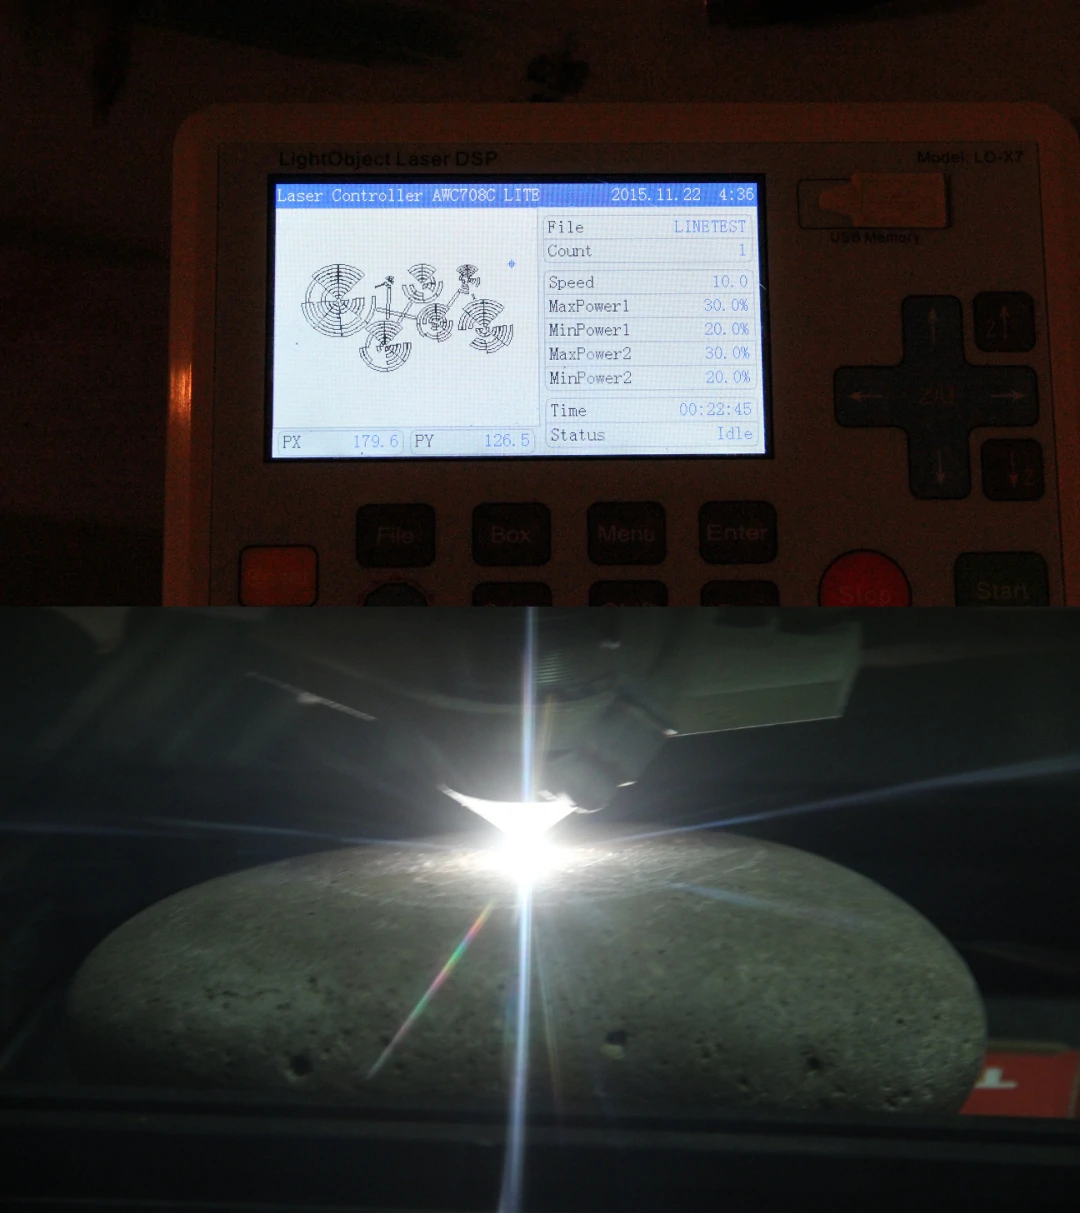 LightObject Laser DSP
Model: LO-X7
Laser Controller AWC708C LITE 2015.11.22 4:36
File LINETEST
Count 1
Speed 10.0
MaxPower1 30.0%
MinPower1 20.0%
MaxPower2 30.0%
MinPower2 20.0%
Time 00:22:45
Status Idle
PX 179.6 PY 126.5
USB Memory
Z/U
Z
File
Box
Menu
Enter
Stop
Start